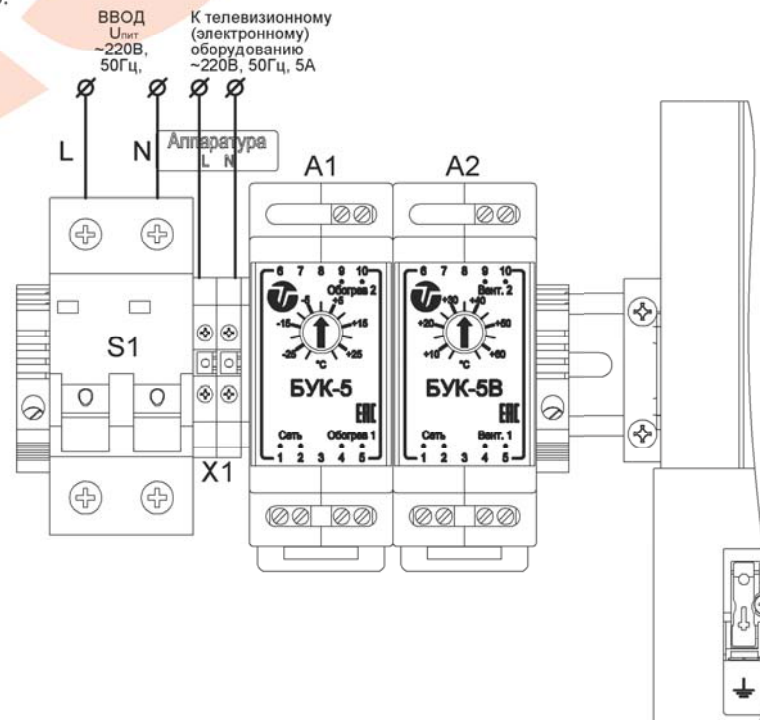 ВВОД
Uпит
~220В,
50Гц,
К телевизионному
(электронному)
оборудованию
~220В, 50Гц, 5А
L
N
Аппаратура
L N
A1
A2
S1
X1
6 7 8 9 10
Обогрев 2
-5 +5
-15 +15
-25 +25
°C
БУК-5
EAC
Сеть Обогрев 1
1 2 3 4 5
6 7 8 9 10
Вент. 2
+30 +40
+20 +50
+10 +60
°C
БУК-5В
EAC
Сеть Вент. 1
1 2 3 4 5